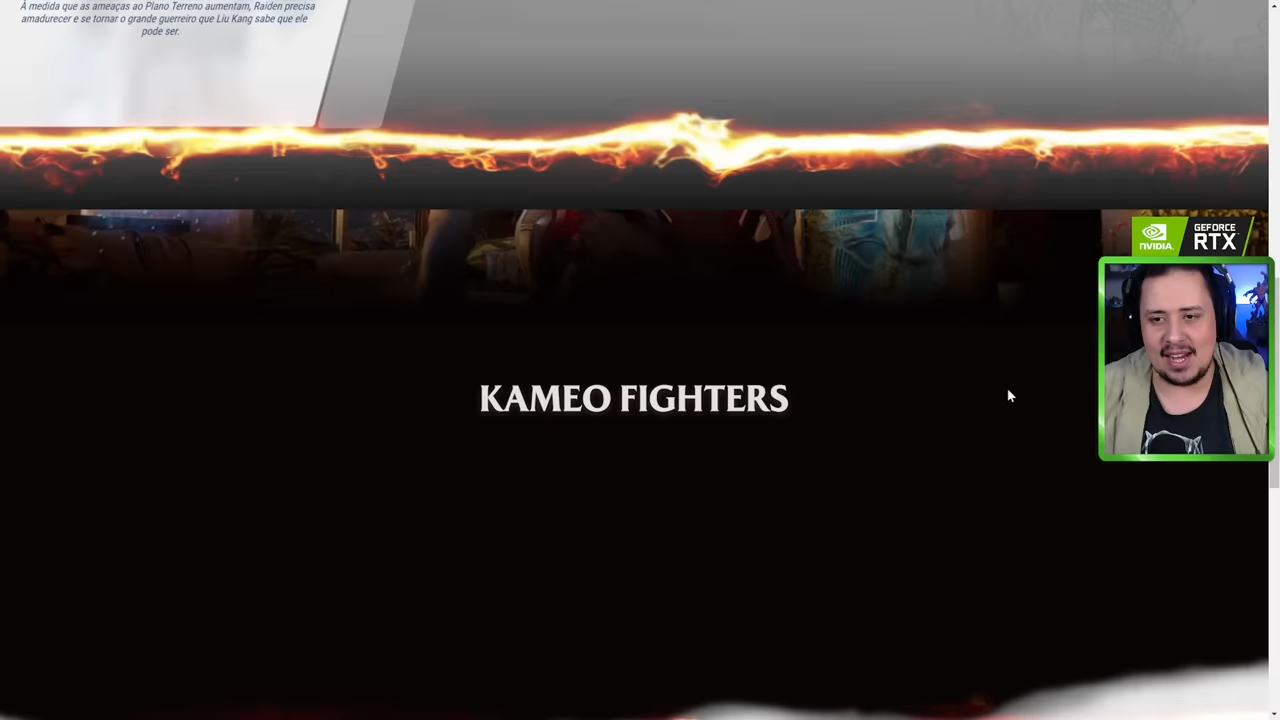 À medida que as ameaças ao Plano Terreno aumentam, Raiden precisa
amadurecer e se tornar o grande guerreiro que Liu Kang sabe que ele
pode ser.
NVIDIA.
GEFORCE
RTX
KAMEO FIGHTERS